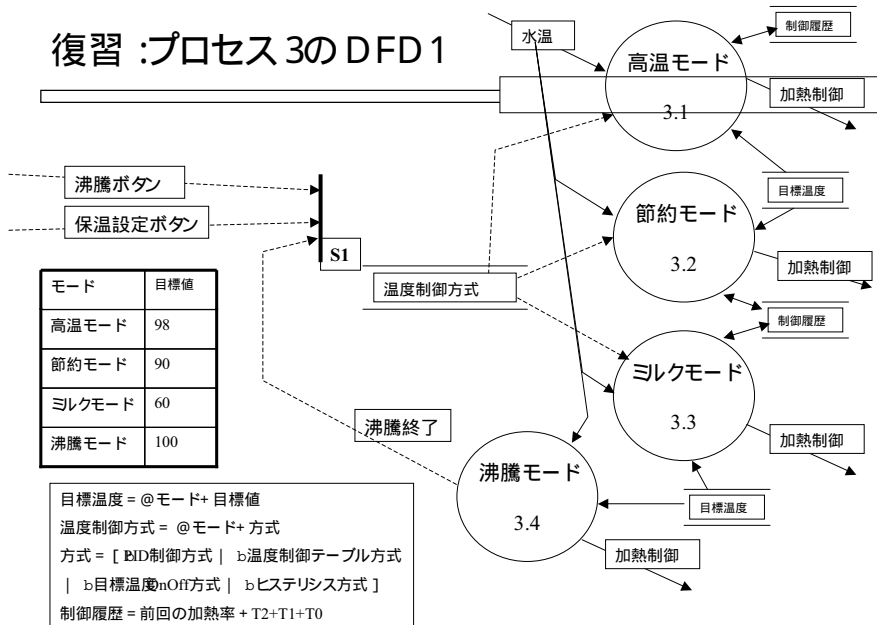 復習 :プロセス3のDFD1
水温
制御履歴
高温モード
3.1
加熱制御
沸騰ボタン
保温設定ボタン
S1
目標温度
節約モード
3.2
加熱制御
温度制御方式
制御履歴
ミルクモード
3.3
加熱制御
モード 目標値
高温モード 98
節約モード 90
ミルクモード 60
沸騰モード 100
沸騰終了
沸騰モード
3.4
目標温度
加熱制御
目標温度 = @モード+ 目標値
温度制御方式 = @モード+ 方式
方式 = [ PID制御方式 | b温度制御テーブル方式
| b目標温度OnOff方式 | bヒステリシス方式 ]
制御履歴 = 前回の加熱率 + T2+T1+T0